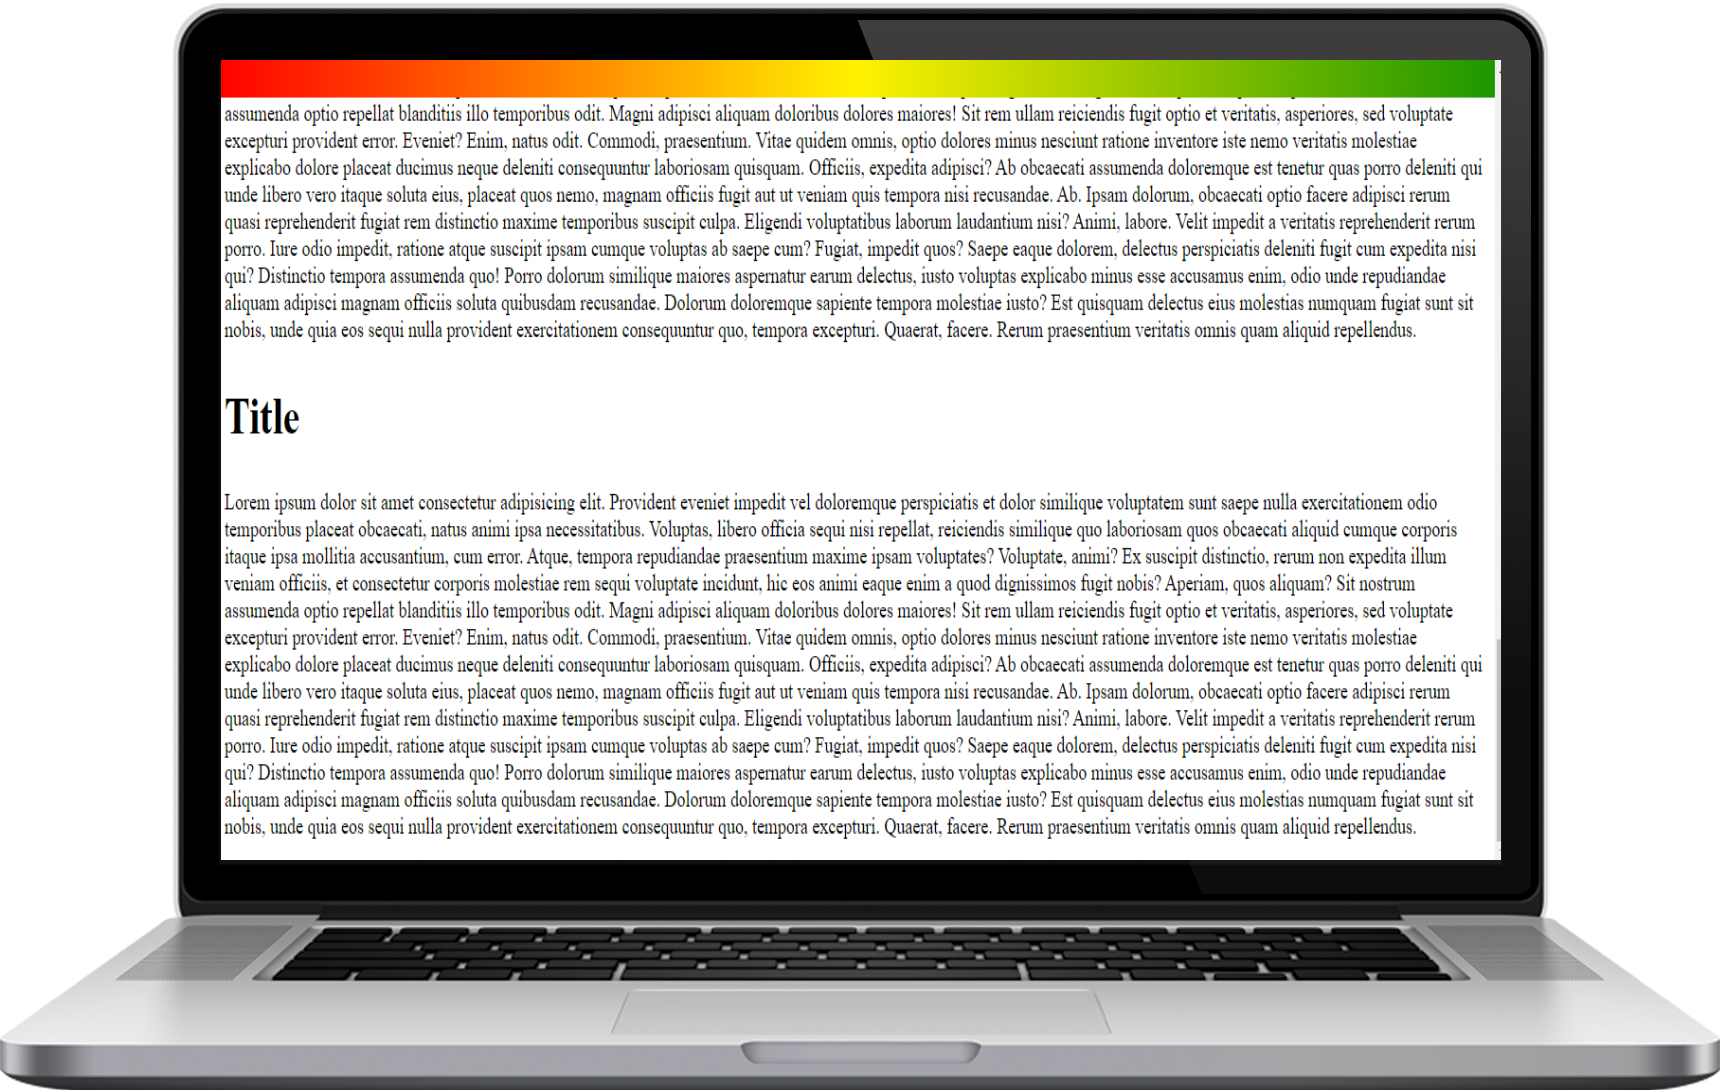 assumenda optio repellat blanditiis illo temporibus odit. Magni adipisci aliquam doloribus dolores maiores! Sit rem ullam reiciendis fugit optio et veritatis, asperiores, sed voluptate
excepturi provident error. Eveniet? Enim, natus odit. Commodi, praesentium. Vitae quidem omnis, optio dolores minus nesciunt ratione inventore iste nemo veritatis molestiae
explicabo dolore placeat ducimus neque deleniti consequuntur laboriosam quisquam. Officiis, expedita adipisci? Ab obcaecati assumenda doloremque est tenetur quas porro deleniti qui
unde libero vero itaque soluta eius, placeat quos nemo, magnam officiis fugit aut ut veniam quis tempora nisi recusandae. Ab. Ipsam dolorum, obcaecati optio facere adipisci rerum
quasi reprehenderit fugiat rem distinctio maxime temporibus suscipit culpa. Eligendi voluptatibus laborum laudantium nisi? Animi, labore. Velit impedit a veritatis reprehenderit rerum
porro. Iure odio impedit, ratione atque suscipit ipsam cumque voluptas ab saepe cum? Fugiat, impedit quos? Saepe eaque dolorem, delectus perspiciatis deleniti fugit cum expedita nisi
qui? Distinctio tempora assumenda quo! Porro dolorum similique maiores aspernatur earum delectus, iusto voluptas explicabo minus esse accusamus enim, odio unde repudiandae
aliquam adipisci magnam officiis soluta quibusdam recusandae. Dolorum doloremque sapiente tempora molestiae iusto? Est quisquam delectus eius molestias numquam fugiat sunt sit
nobis, unde quia eos sequi nulla provident exercitationem consequuntur quo, tempora excepturi. Quaerat, facere. Rerum praesentium veritatis omnis quam aliquid repellendus.
Title
Lorem ipsum dolor sit amet consectetur adipisicing elit. Provident eveniet impedit vel doloremque perspiciatis et dolor similique voluptatem sunt saepe nulla exercitationem odio
temporibus placeat obcaecati, natus animi ipsa necessitatibus. Voluptas, libero officia sequi nisi repellat, reiciendis similique quo laboriosam quos obcaecati aliquid cumque corporis
itaque ipsa mollitia accusantium, cum error. Atque, tempora repudiandae praesentium maxime ipsam voluptates? Voluptate, animi? Ex suscipit distinctio, rerum non expedita illum
veniam officiis, et consectetur corporis molestiae rem sequi voluptate incidunt, hic eos animi eaque enim a quod dignissimos fugit nobis? Aperiam, quos aliquam? Sit nostrum
assumenda optio repellat blanditiis illo temporibus odit. Magni adipisci aliquam doloribus dolores maiores! Sit rem ullam reiciendis fugit optio et veritatis, asperiores, sed voluptate
excepturi provident error. Eveniet? Enim, natus odit. Commodi, praesentium. Vitae quidem omnis, optio dolores minus nesciunt ratione inventore iste nemo veritatis molestiae
explicabo dolore placeat ducimus neque deleniti consequuntur laboriosam quisquam. Officiis, expedita adipisci? Ab obcaecati assumenda doloremque est tenetur quas porro deleniti qui
unde libero vero itaque soluta eius, placeat quos nemo, magnam officiis fugit aut ut veniam quis tempora nisi recusandae. Ab. Ipsam dolorum, obcaecati optio facere adipisci rerum
quasi reprehenderit fugiat rem distinctio maxime temporibus suscipit culpa. Eligendi voluptatibus laborum laudantium nisi? Animi, labore. Velit impedit a veritatis reprehenderit rerum
porro. Iure odio impedit, ratione atque suscipit ipsam cumque voluptas ab saepe cum? Fugiat, impedit quos? Saepe eaque dolorem, delectus perspiciatis deleniti fugit cum expedita nisi
qui? Distinctio tempora assumenda quo! Porro dolorum similique maiores aspernatur earum delectus, iusto voluptas explicabo minus esse accusamus enim, odio unde repudiandae
aliquam adipisci magnam officiis soluta quibusdam recusandae. Dolorum doloremque sapiente tempora molestiae iusto? Est quisquam delectus eius molestias numquam fugiat sunt sit
nobis, unde quia eos sequi nulla provident exercitationem consequuntur quo, tempora excepturi. Quaerat, facere. Rerum praesentium veritatis omnis quam aliquid repellendus.